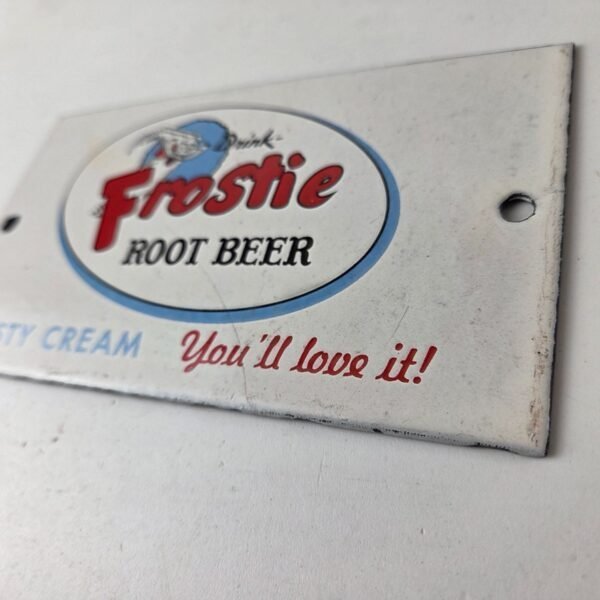 Drink
Frostie
ROOT BEER
STY CREAM You'll love it!